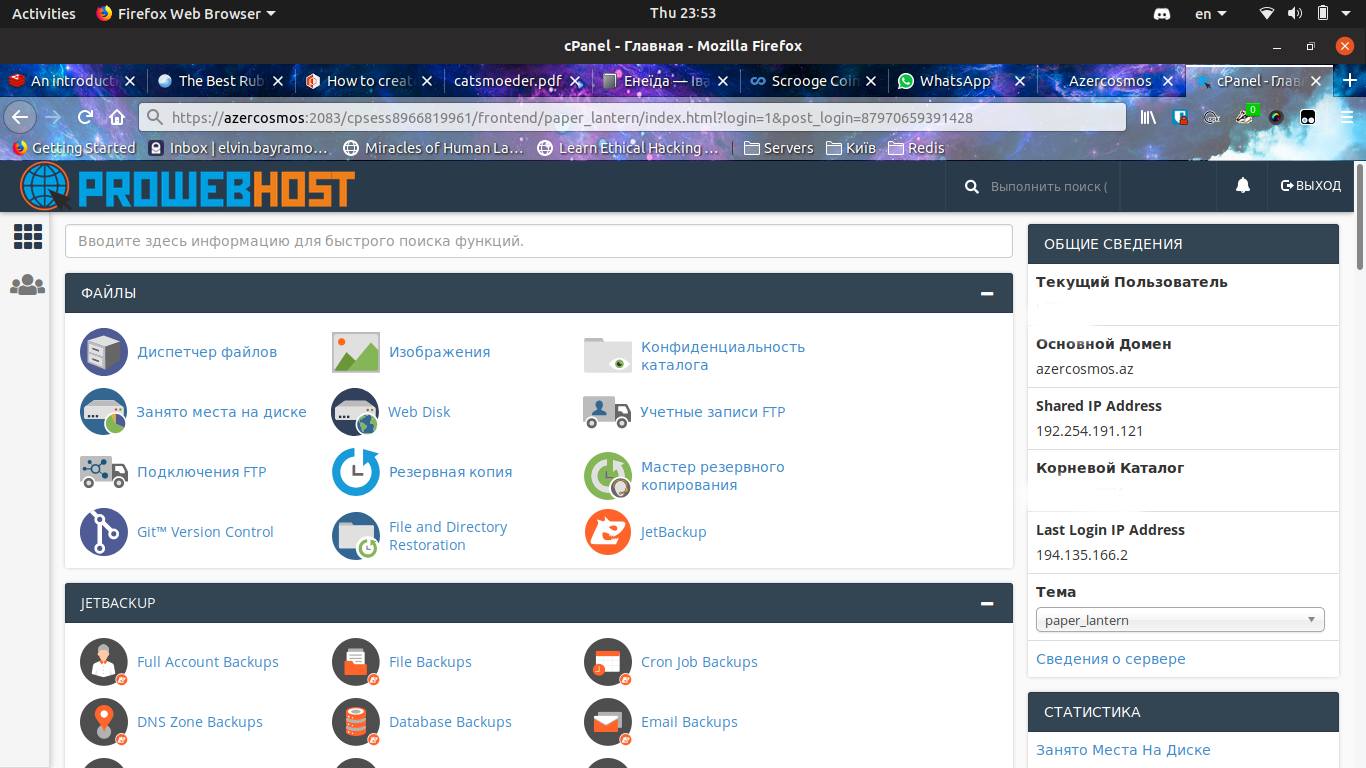 Activities Firefox Web Browser Thu 23:53 en
cPanel - Главная - Mozilla Firefox
An introduct The Best Rub How to creat catsmoeder.pdf Енеїда — Іва Scrooge Coin WhatsApp Azercosmos cPanel - Глав
https://azercosmos:2083/cpsess8966819961/frontend/paper_lantern/index.html?login=1&post_login=87970659391428 0
Getting Started Inbox | elvin.bayramo… Miracles of Human La… Learn Ethical Hacking … Servers Київ Redis
PROWEBHOST Выполнить поиск ( ВЫХОД
Вводите здесь информацию для быстрого поиска функций.
ФАЙЛЫ
Диспетчер файлов
Изображения
Конфиденциальность
каталога
Занято места на диске
Web Disk
Учетные записи FTP
Подключения FTP
Резервная копия
Мастер резервного
копирования
Git™ Version Control
File and Directory
Restoration
JetBackup
JETBACKUP
Full Account Backups
File Backups
Cron Job Backups
DNS Zone Backups
Database Backups
Email Backups
ОБЩИЕ СВЕДЕНИЯ
Текущий Пользователь
Основной Домен
azercosmos.az
Shared IP Address
192.254.191.121
Корневой Каталог
Last Login IP Address
194.135.166.2
Тема
paper_lantern
Сведения о сервере
СТАТИСТИКА
Занято Места На Диске